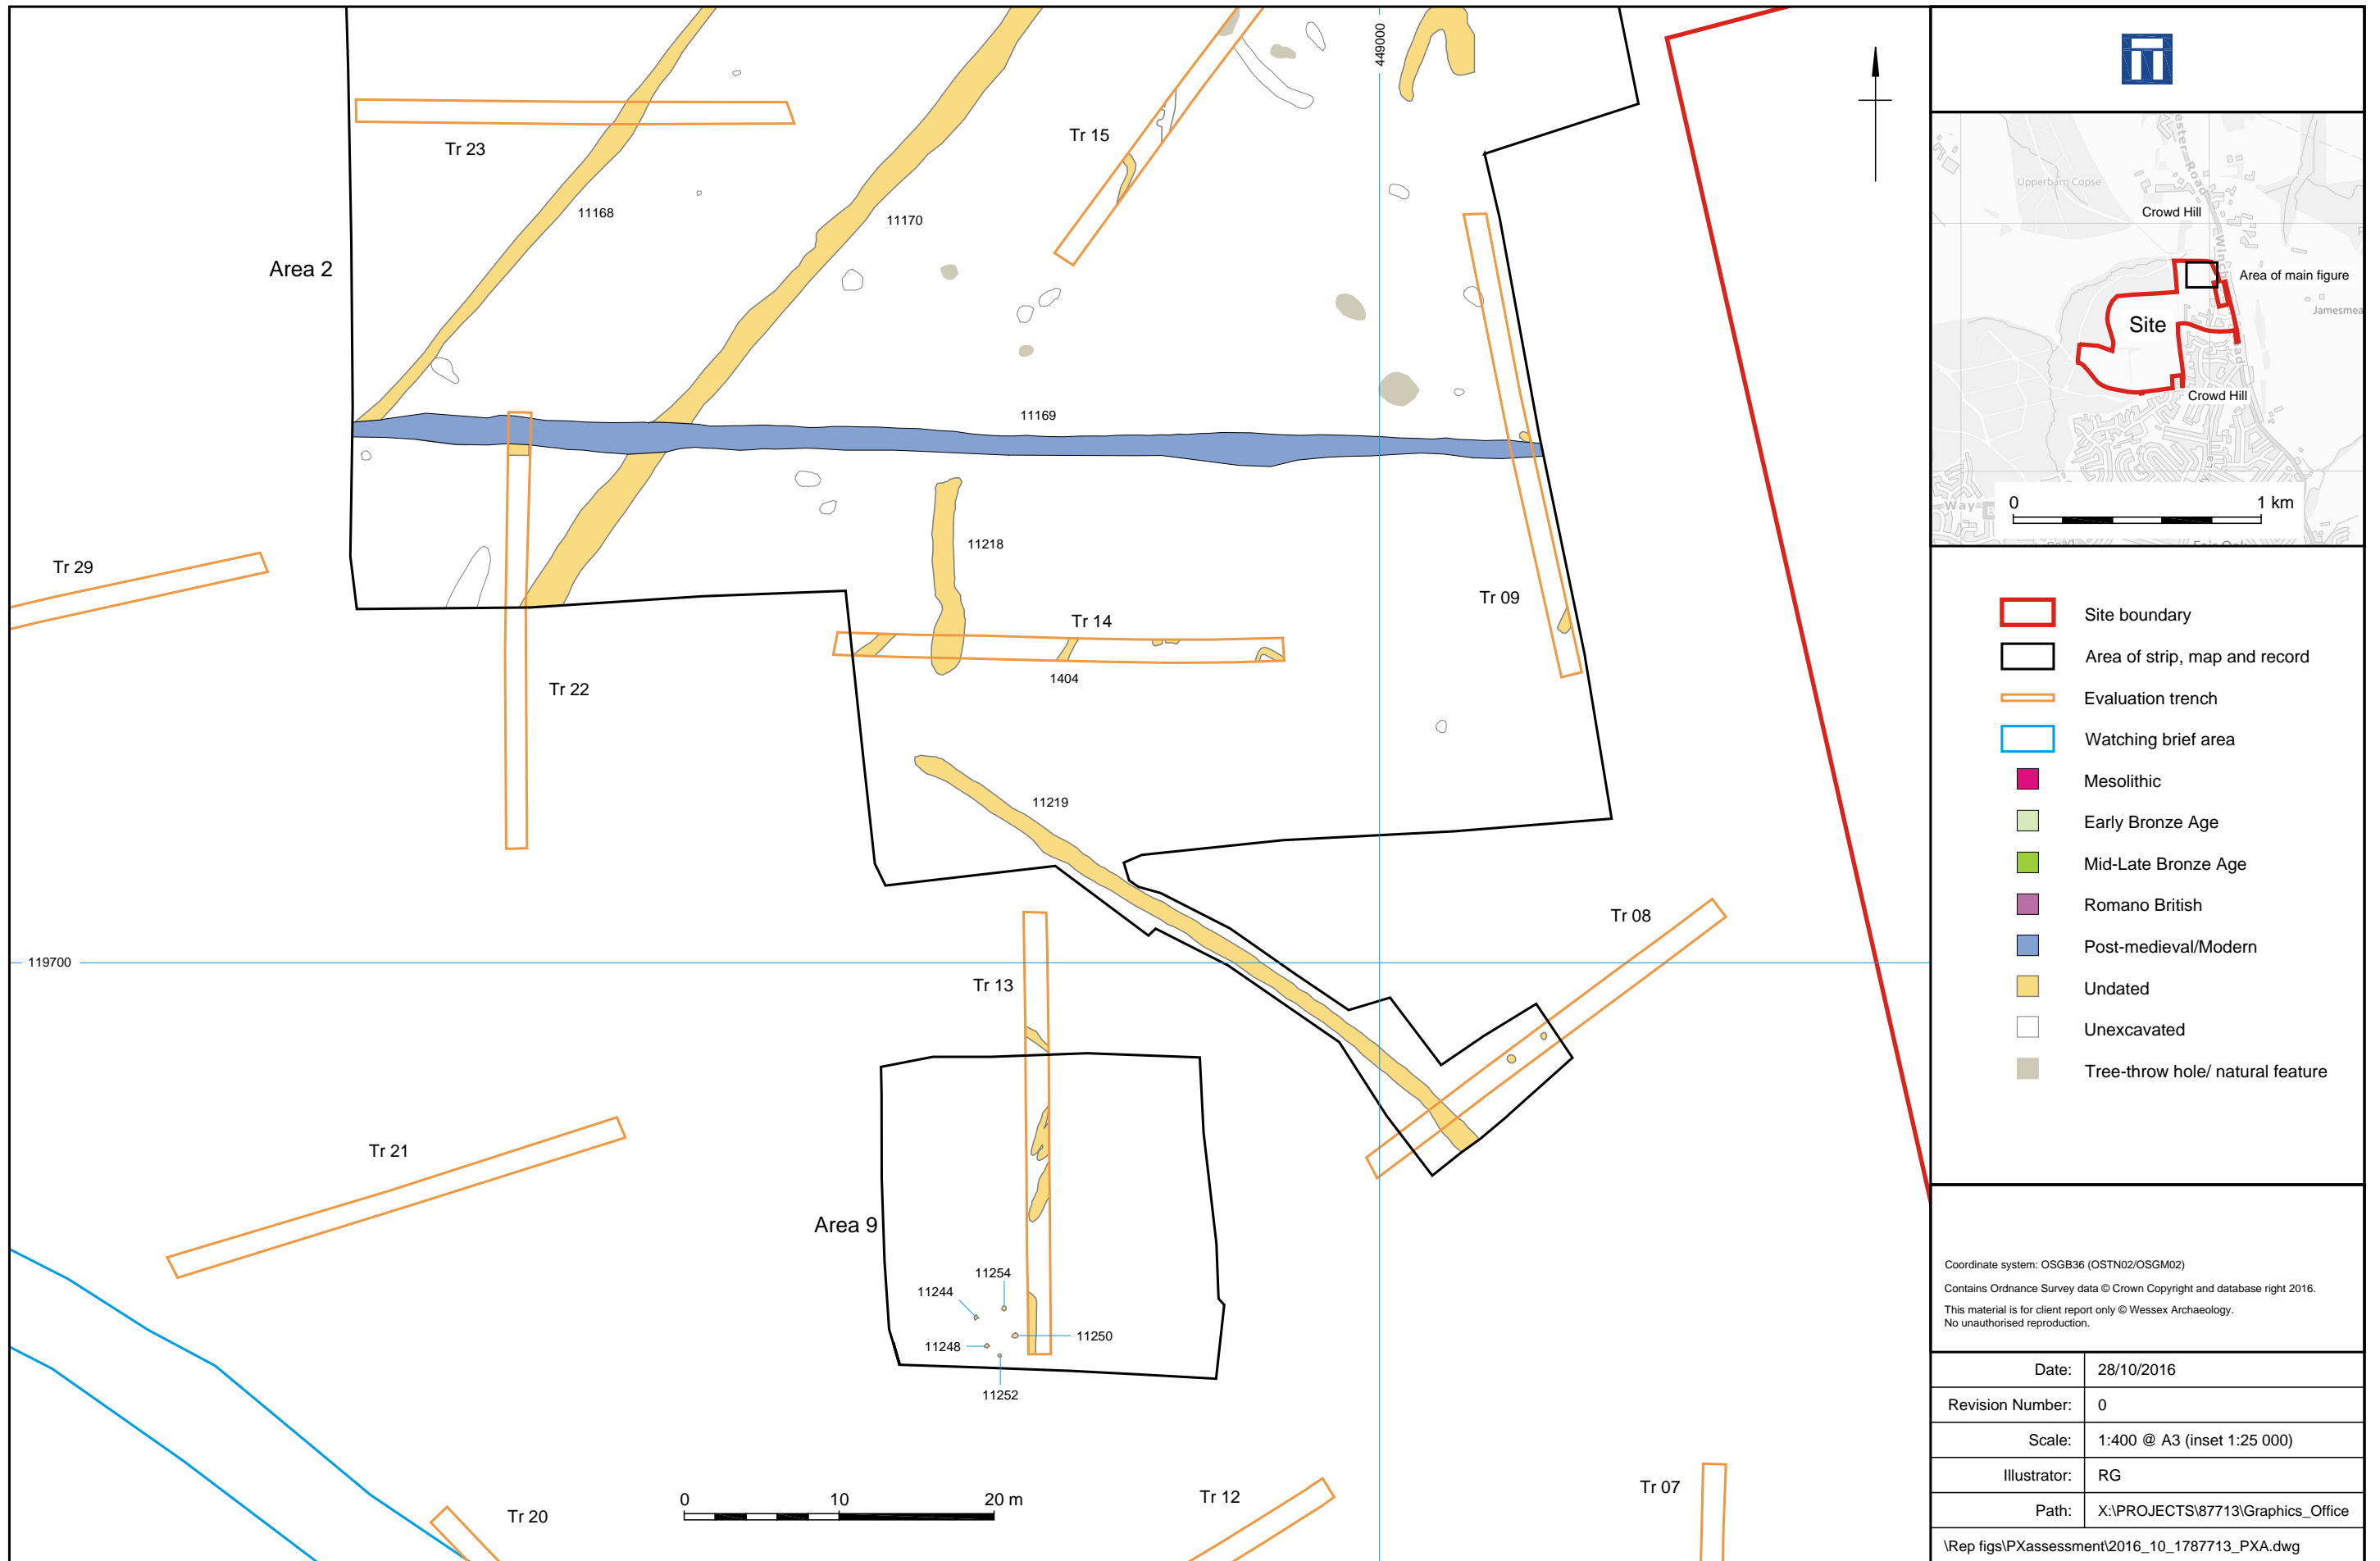 449000
Tr 23
Tr 15
11168
11170
Area 2
11169
Tr 29
11218
Tr 14
Tr 09
1404
Tr 22
11219
Tr 08
119700
Tr 13
Tr 21
Area 9
11254
11244
11250
11248
11252
Tr 20
0 10 20 m
Tr 12
Tr 07
Upperbarn Copse
Crowd Hill
Area of main figure
Site
Crowd Hill
0 1 km
Site boundary
Area of strip, map and record
Evaluation trench
Watching brief area
Mesolithic
Early Bronze Age
Mid-Late Bronze Age
Romano British
Post-medieval/Modern
Undated
Unexcavated
Tree-throw hole/ natural feature
Coordinate system: OSGB36 (OSTN02/OSGM02)
Contains Ordnance Survey data © Crown Copyright and database right 2016.
This material is for client report only © Wessex Archaeology.
No unauthorised reproduction.
Date: 28/10/2016
Revision Number: 0
Scale: 1:400 @ A3 (inset 1:25 000)
Illustrator: RG
Path: X:\PROJECTS\87713\Graphics_Office
\Rep figs\PXassessment\2016_10_1787713_PXA.dwg